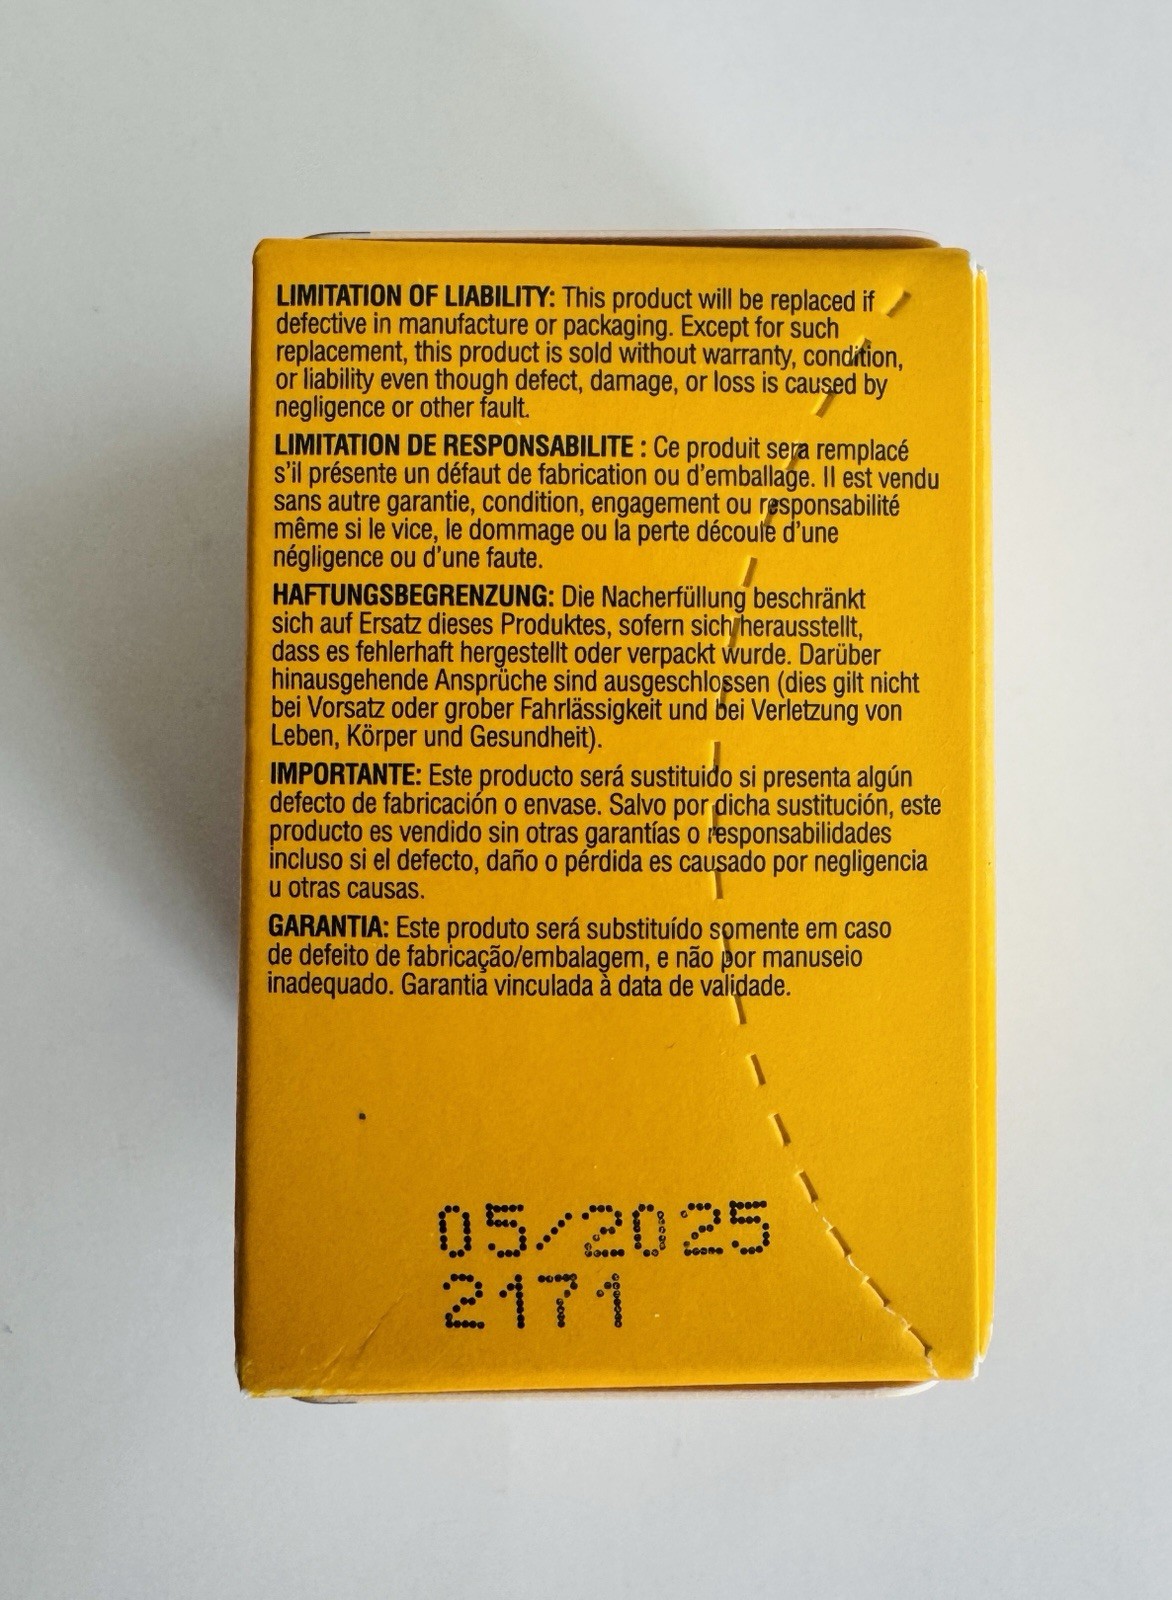 LIMITATION OF LIABILITY: This product will be replaced if
defective in manufacture or packaging. Except for such
replacement, this product is sold without warranty, condition,
or liability even though defect, damage, or loss is caused by
negligence or other fault.
LIMITATION DE RESPONSABILITE : Ce produit sera remplacé
s'il présente un défaut de fabrication ou d'emballage. Il est vendu
sans autre garantie, condition, engagement ou responsabilité
même si le vice, le dommage ou la perte découle d'une
négligence ou d'une faute.
HAFTUNGSBEGRENZUNG: Die Nacherfüllung beschränkt
sich auf Ersatz dieses Produktes, sofern sich herausstellt,
dass es fehlerhaft hergestellt oder verpackt wurde. Darüber
hinausgehende Ansprüche sind ausgeschlossen (dies gilt nicht
bei Vorsatz oder grober Fahrlässigkeit und bei Verletzung von
Leben, Körper und Gesundheit).
IMPORTANTE: Este producto será sustituido si presenta algún
defecto de fabricación o envase. Salvo por dicha sustitución, este
producto es vendido sin otras garantías o responsabilidades
incluso si el defecto, daño o pérdida es causado por negligencia
u otras causas.
GARANTIA: Este produto será substituído somente em caso
de defeito de fabricação/embalagem, e não por manuseio
inadequado. Garantia vinculada à data de validade.
05/2025
2171